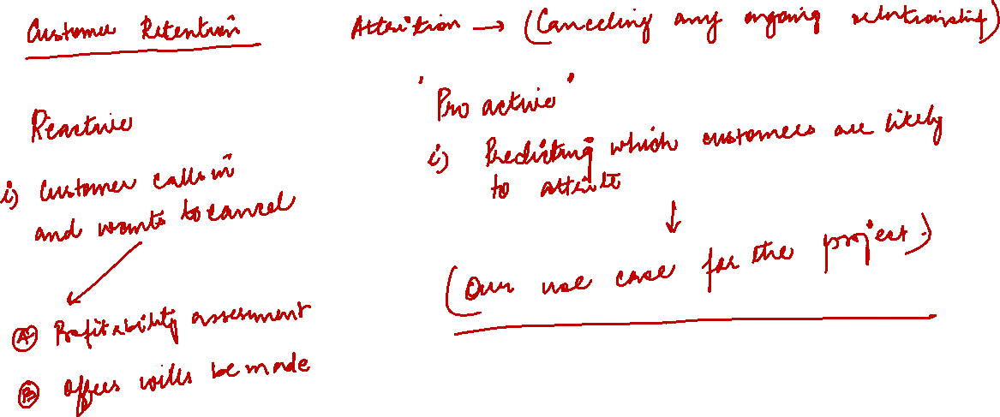 Customer Retention
Attrition → (Canceling any ongoing relationship)
Reactive
i) Customer calls in
and wants to cancel
(A) Profitability assessment
(B) Offers wills be made
"Pro active"
i) Predicting which customers are likely
to attrite
↓
(Our use case for the project.)